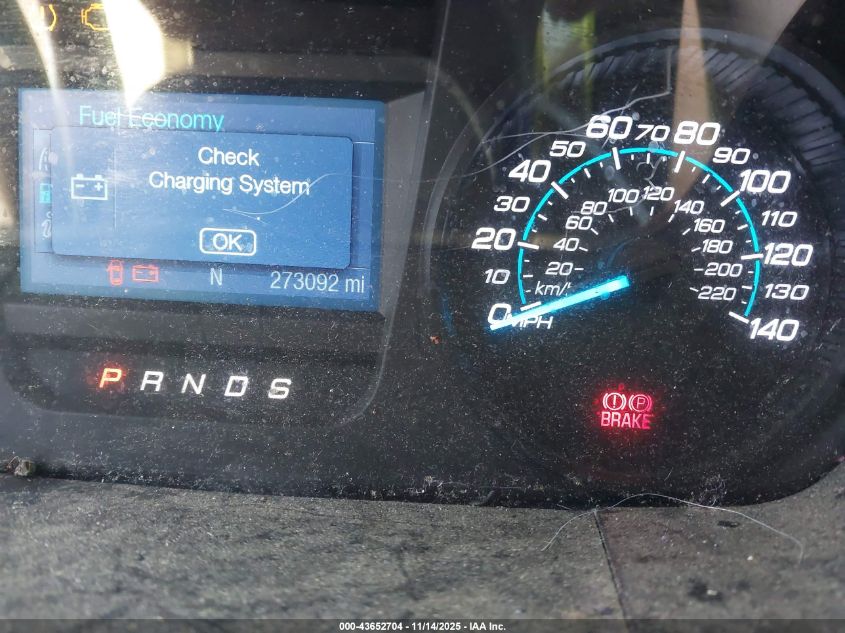 Fuel Economy
Check
Charging System
OK
N 273092 mi
P R N D S
0 10 20 30 40 50 60 70 80 90 100 110 120 130 140
20 40 60 80 100 120 140 160 180 200 220
km/h
MPH
P
BRAKE
000-43652704 - 11/14/2025 - IAA Inc.